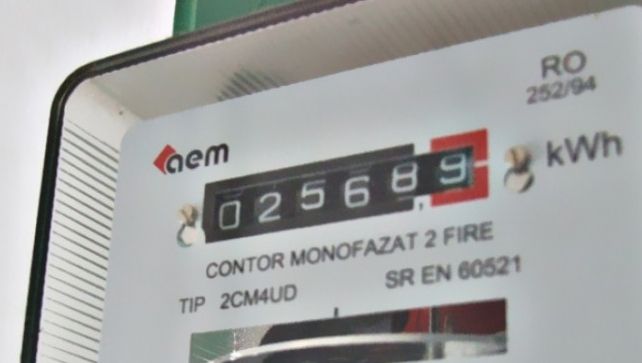 RO
252/94
aem
025689 kWh
CONTOR MONOFAZAT 2 FIRE
TIP 2CM4UD SR EN 60521